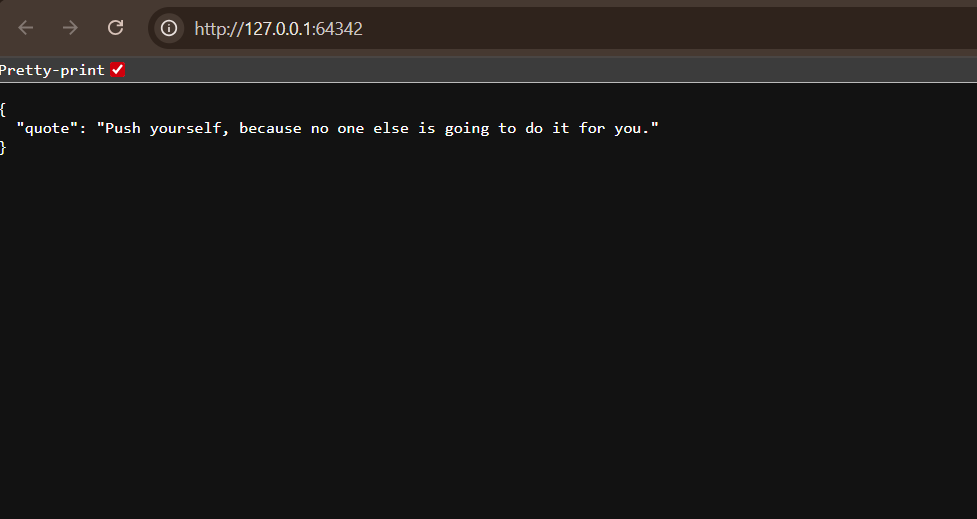 http://127.0.0.1:64342
Pretty-print
{
  "quote": "Push yourself, because no one else is going to do it for you."
}